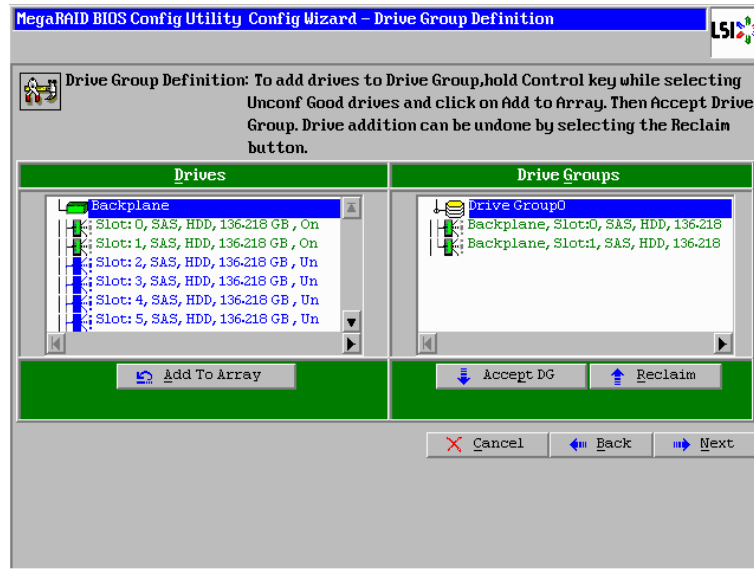 MegaRAID BIOS Config Utility Config Wizard – Drive Group Definition
LSI
Drive Group Definition: To add drives to Drive Group,hold Control key while selecting
Unconf Good drives and click on Add to Array. Then Accept Drive
Group. Drive addition can be undone by selecting the Reclaim
button.
Drives
Drive Groups
Backplane
Slot: 0, SAS, HDD, 136.218 GB , On
Slot: 1, SAS, HDD, 136.218 GB , On
Slot: 2, SAS, HDD, 136.218 GB , Un
Slot: 3, SAS, HDD, 136.218 GB , Un
Slot: 4, SAS, HDD, 136.218 GB , Un
Slot: 5, SAS, HDD, 136.218 GB , Un
Drive Group0
Backplane, Slot:0, SAS, HDD, 136.218
Backplane, Slot:1, SAS, HDD, 136.218
Add To Array
Accept DG
Reclaim
Cancel
Back
Next